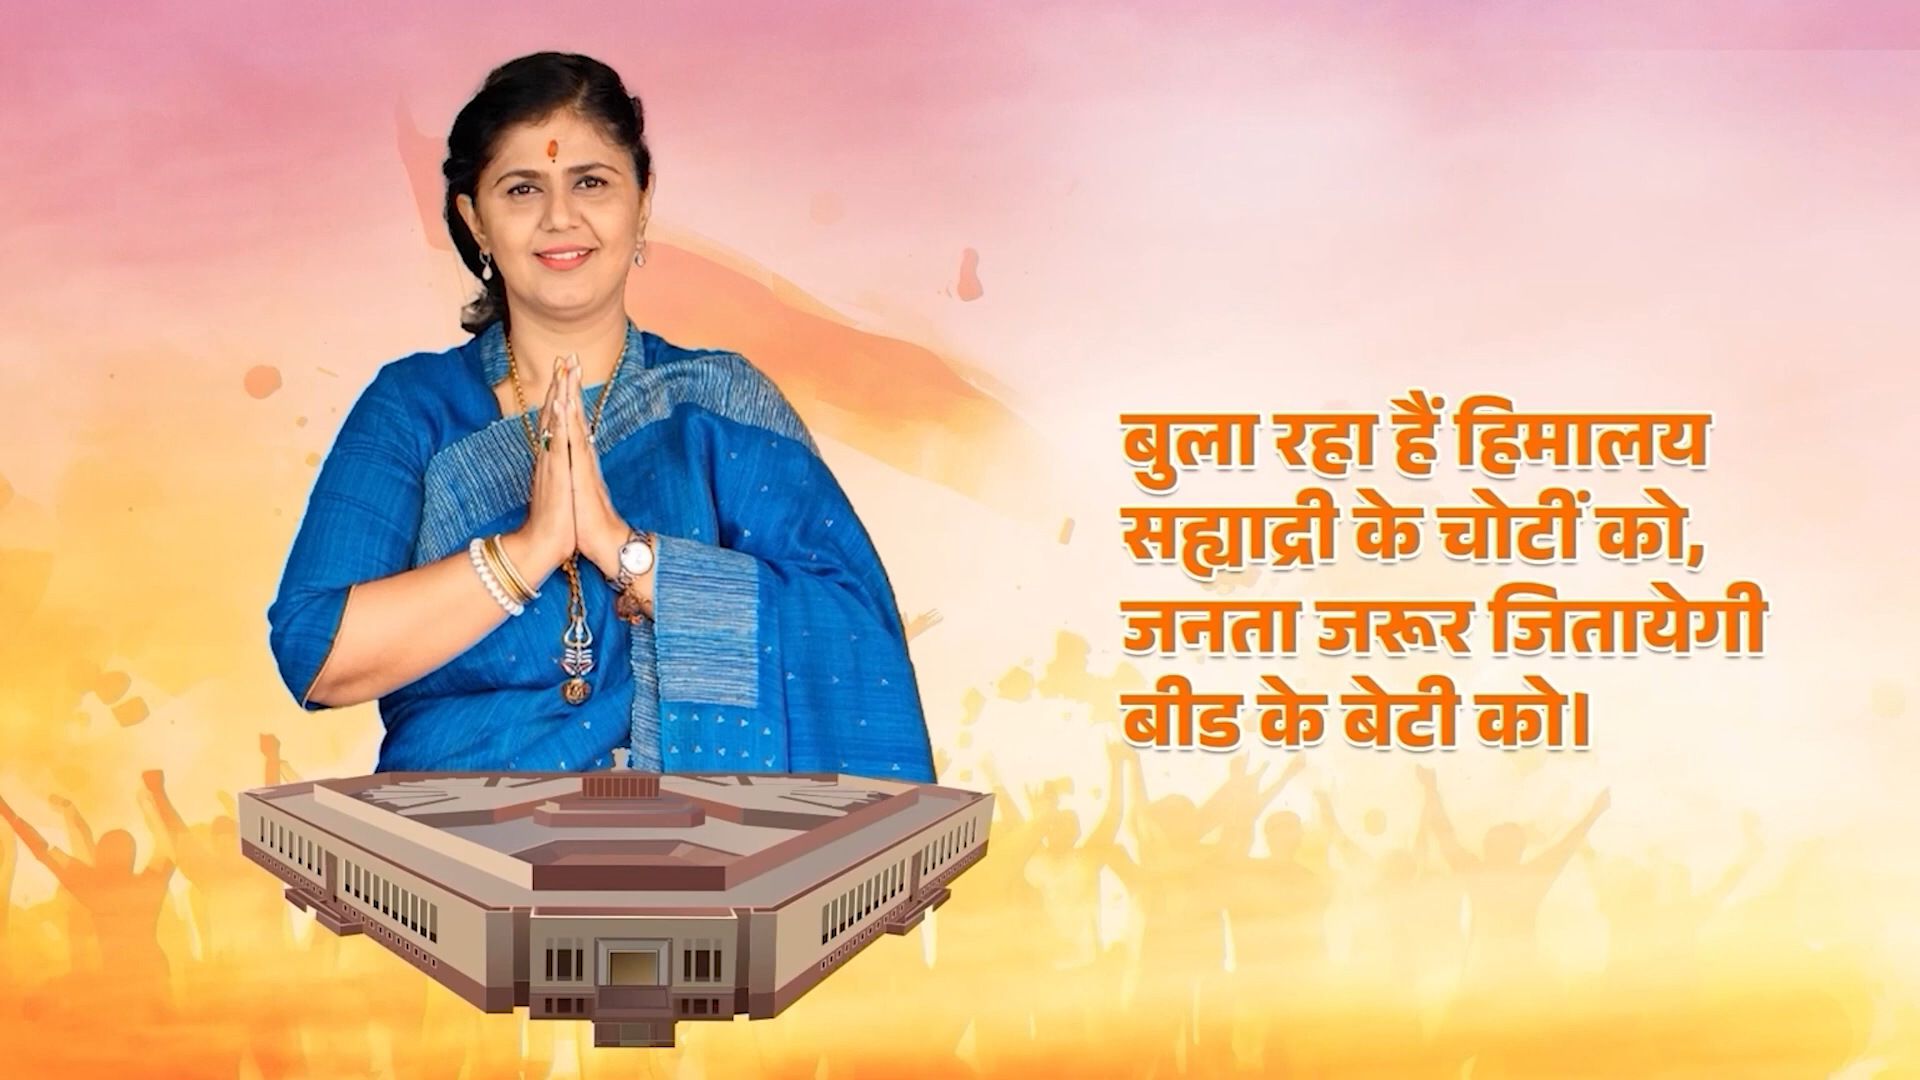 बुला रहा हैं हिमालय
सह्याद्री के चोटीं को,
जनता जरूर जितायेगी
बीड के बेटी को।